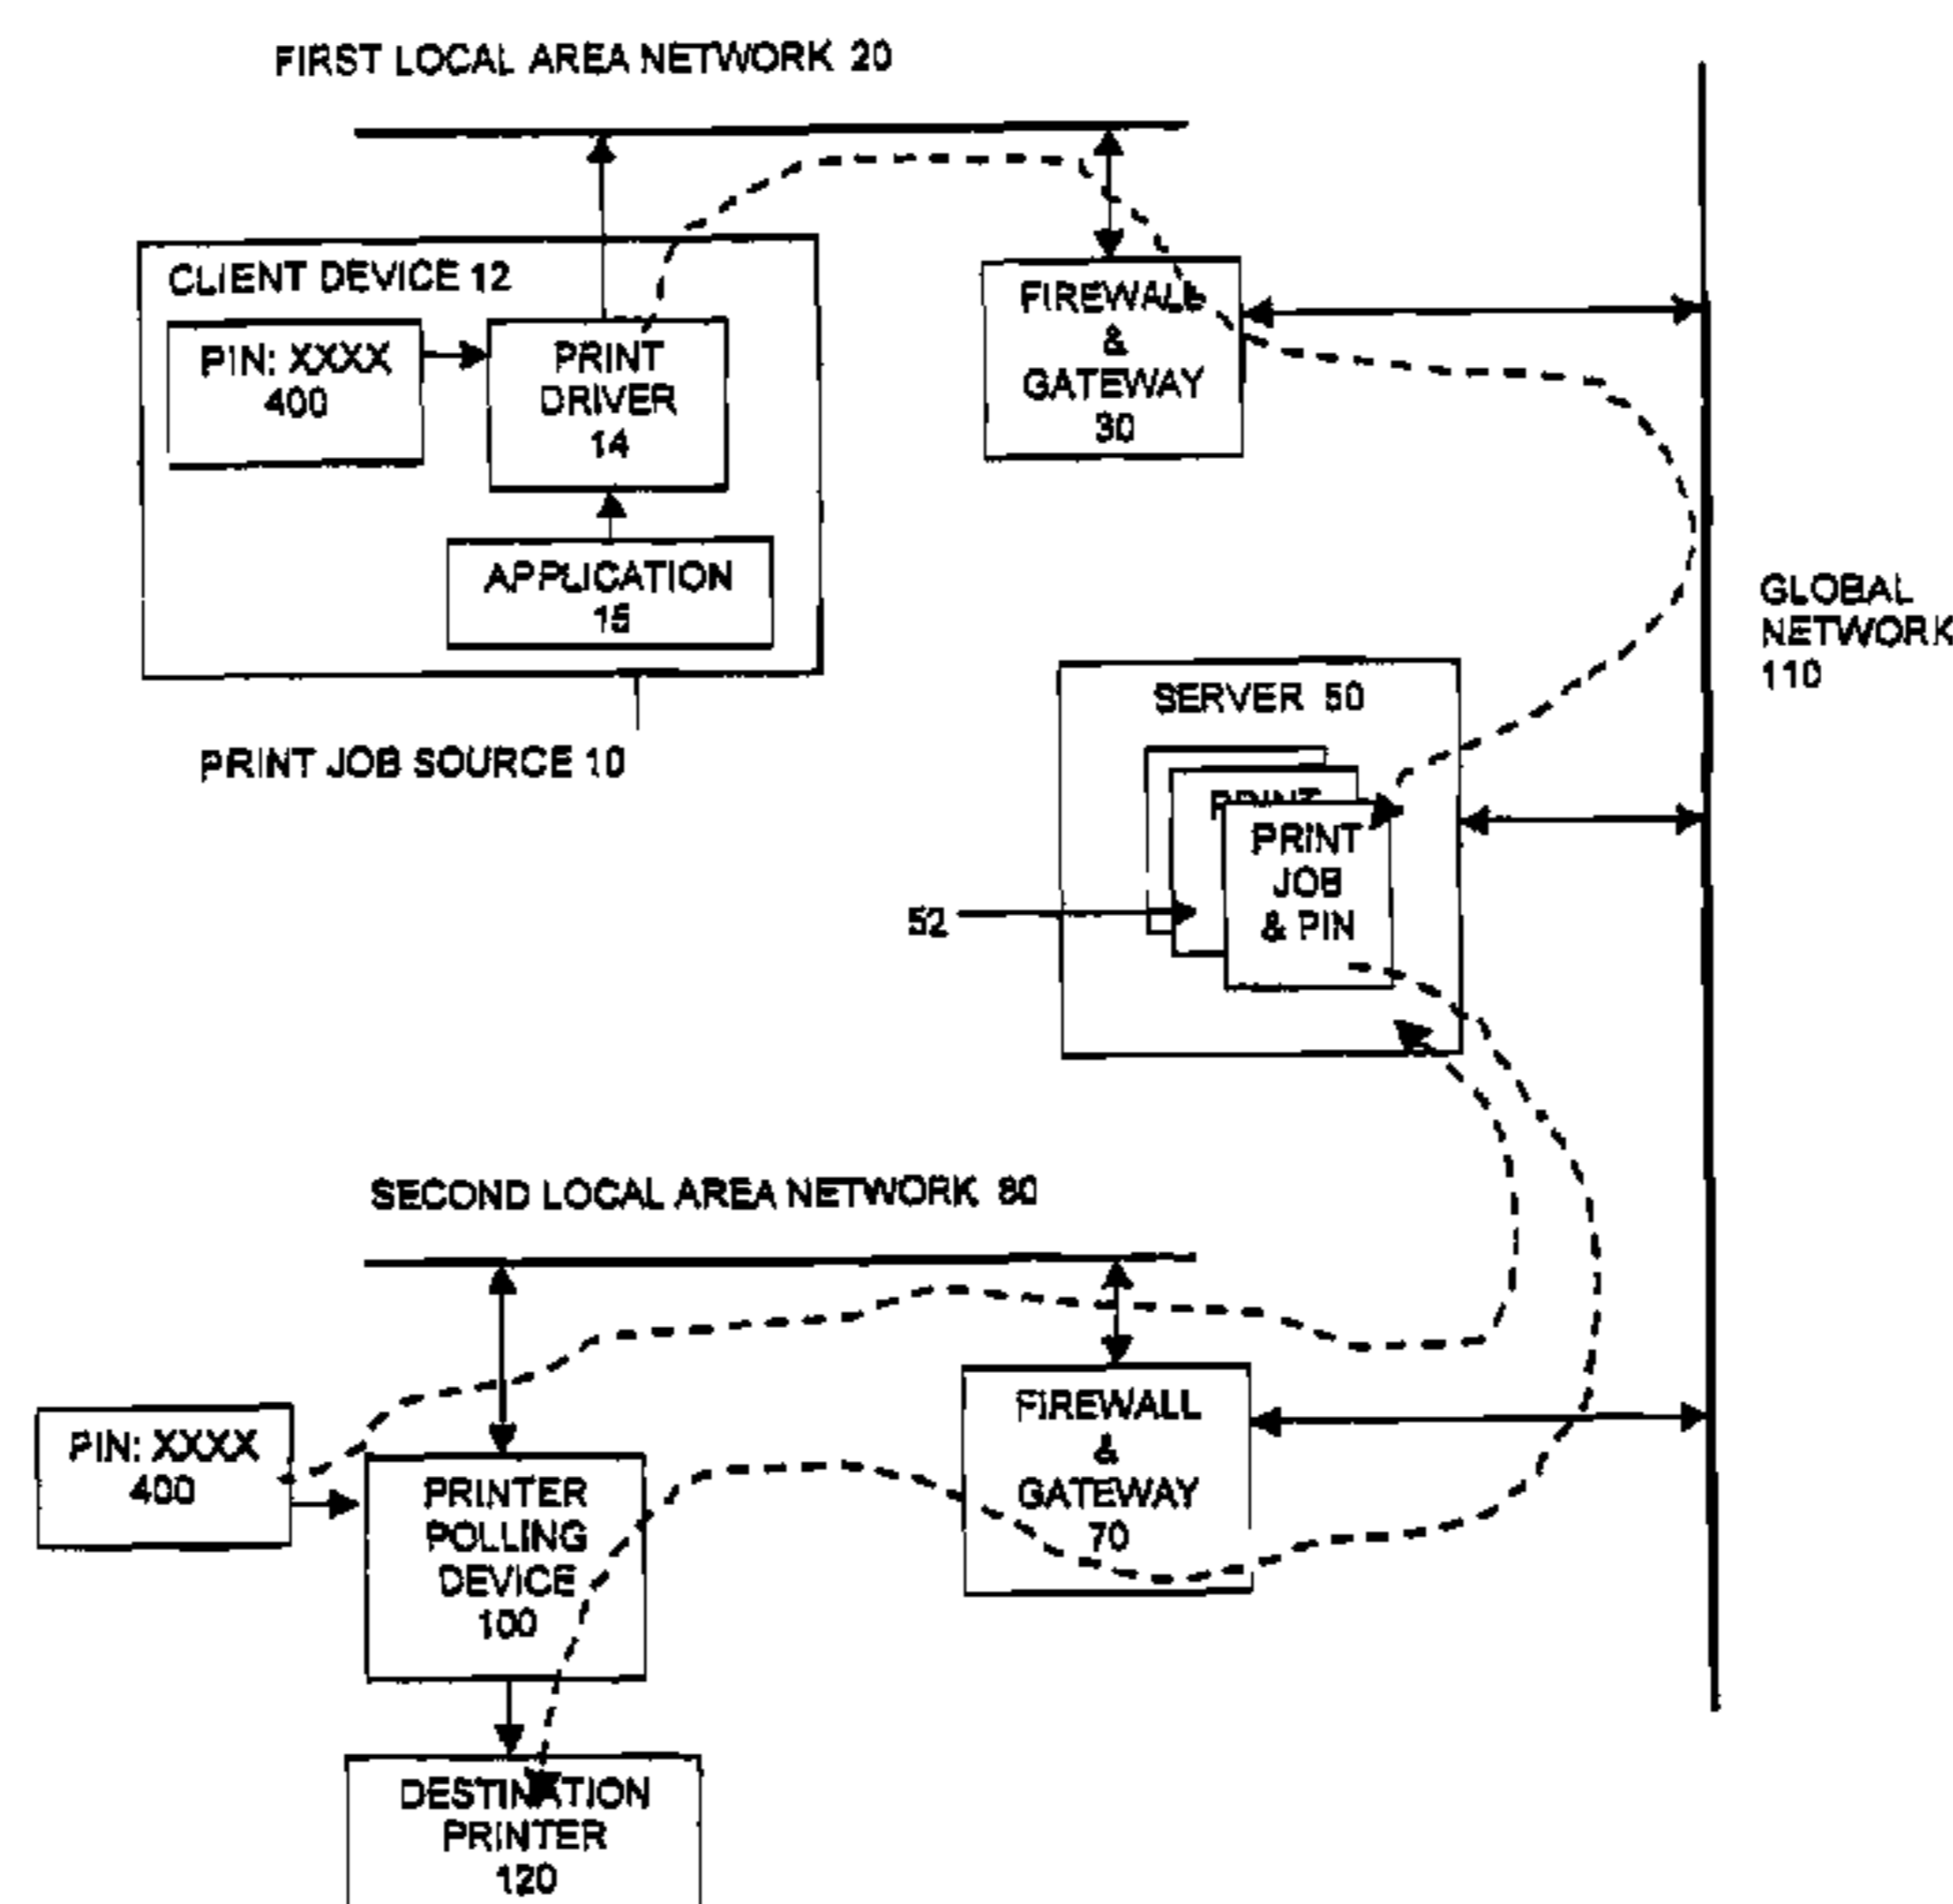 FIRST LOCAL AREA NETWORK 20
CLIENT DEVICE 12
PIN: XXXX
400
PRINT
DRIVER
14
APPLICATION
15
PRINT JOB SOURCE 10
FIREWALL
&
GATEWAY
30
GLOBAL
NETWORK
110
SERVER 50
PRINT
PRINT
JOB
& PIN
52
SECOND LOCAL AREA NETWORK 80
PIN: XXXX
400
PRINTER
POLLING
DEVICE
100
FIREWALL
&
GATEWAY
70
DESTINATION
PRINTER
120